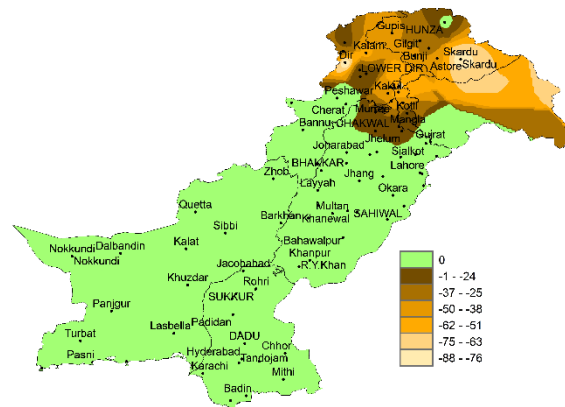 Gupis HUNZA
Kalam Gilgit
Dir Bunji Skardu
LOWER DIR Astore Skardu
Kakul
Peshawar
Cherat Kotli
Bannu CHAKWAL Mangla
Jhelum Gujrat
Joharabad Sialkot
BHAKKAR Lahore
Zhob Jhang
Layyah Okara
Quetta Multan
Barkhan Khanewal SAHIWAL
Sibbi
Nokkundi Dalbandin Kalat Bahawalpur
Nokkundi Khanpur
Jacobabad R.Y.Khan
Khuzdar Rohri
SUKKUR
Panjgur
Lasbella Padidan
Turbat DADU
Pasni Hyderabad Chhor
Karachi Tandojam
Mithi
Badin
0
-1 - -24
-37 - -25
-50 - -38
-62 - -51
-75 - -63
-88 - -76